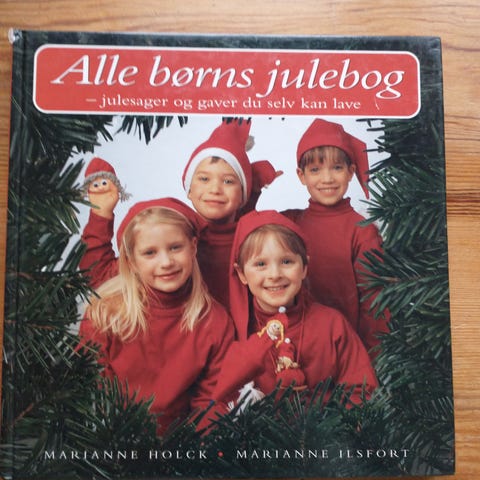 Alle børns julebog
– julesager og gaver du selv kan lave
MARIANNE HOLCK • MARIANNE ILSFORT